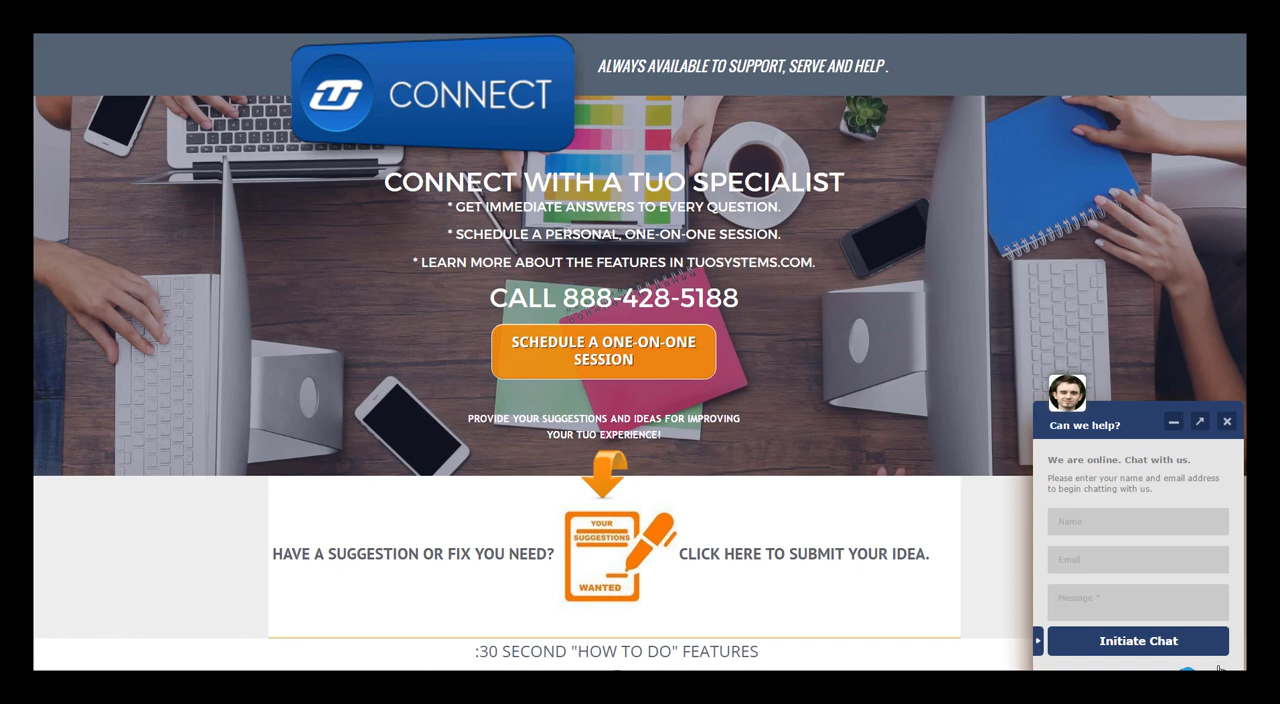 CONNECT
ALWAYS AVAILABLE TO SUPPORT, SERVE AND HELP .
CONNECT WITH A TUO SPECIALIST
* GET IMMEDIATE ANSWERS TO EVERY QUESTION.
* SCHEDULE A PERSONAL, ONE-ON-ONE SESSION.
* LEARN MORE ABOUT THE FEATURES IN TUOSYSTEMS.COM.
CALL 888-428-5188
SCHEDULE A ONE-ON-ONE
SESSION
PROVIDE YOUR SUGGESTIONS AND IDEAS FOR IMPROVING
YOUR TUO EXPERIENCE!
HAVE A SUGGESTION OR FIX YOU NEED?
YOUR
SUGGESTIONS
WANTED
CLICK HERE TO SUBMIT YOUR IDEA.
:30 SECOND "HOW TO DO" FEATURES
Can we help?
We are online. Chat with us.
Please enter your name and email address
to begin chatting with us.
Name
Email
Message *
Initiate Chat